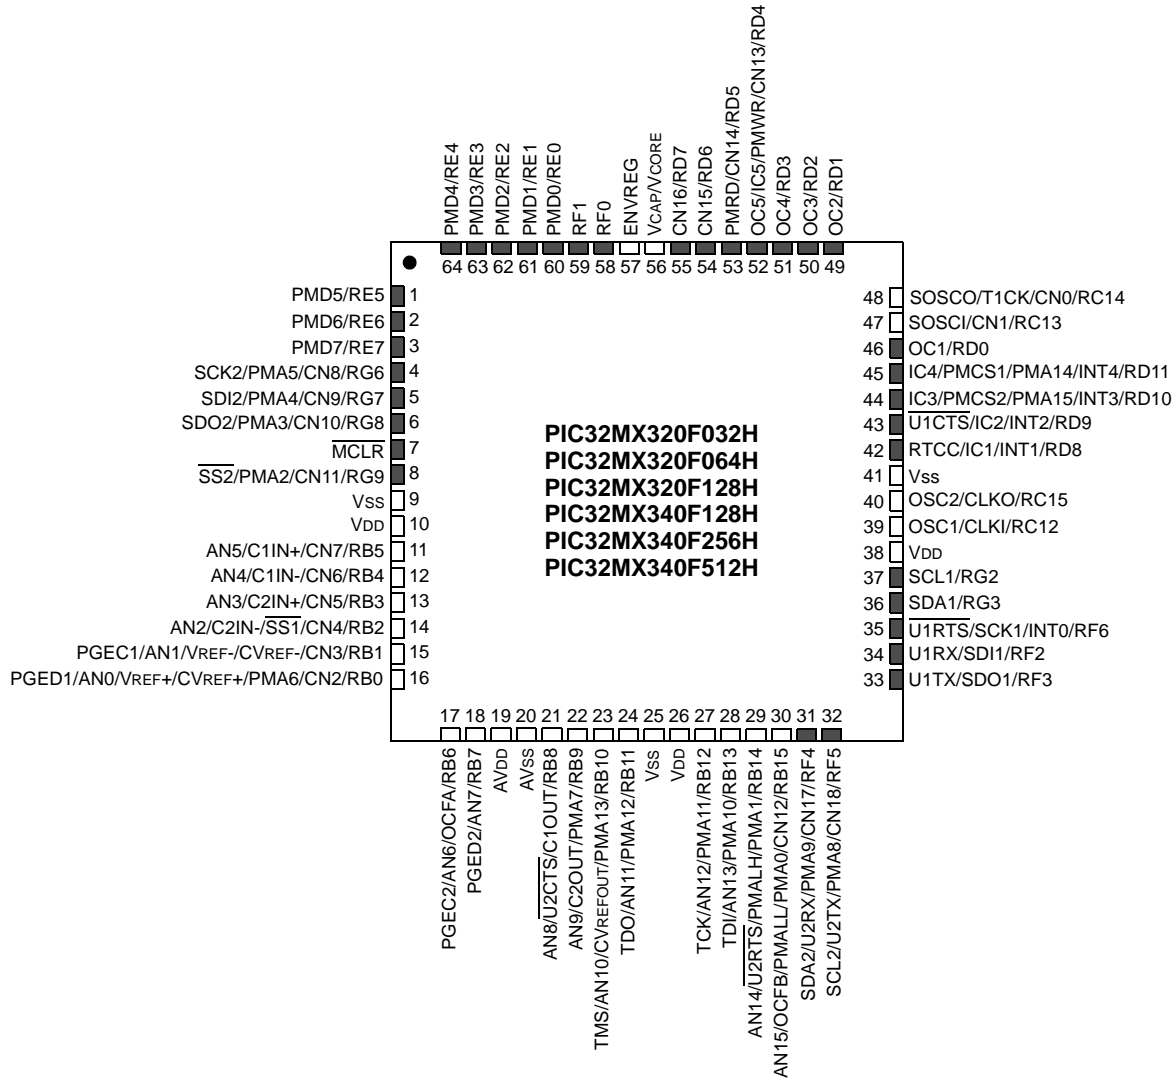 PMD4/RE4
PMD3/RE3
PMD2/RE2
PMD1/RE1
PMD0/RE0
RF1
RF0
ENVREG
VCAP/VCORE
CN16/RD7
CN15/RD6
PMRD/CN14/RD5
OC5/IC5/PMWR/CN13/RD4
OC4/RD3
OC3/RD2
OC2/RD1
64 63 62 61 60 59 58 57 56 55 54 53 52 51 50 49
PMD5/RE5 1
PMD6/RE6 2
PMD7/RE7 3
SCK2/PMA5/CN8/RG6 4
SDI2/PMA4/CN9/RG7 5
SDO2/PMA3/CN10/RG8 6
MCLR 7
SS2/PMA2/CN11/RG9 8
VSS 9
VDD 10
AN5/C1IN+/CN7/RB5 11
AN4/C1IN-/CN6/RB4 12
AN3/C2IN+/CN5/RB3 13
AN2/C2IN-/SS1/CN4/RB2 14
PGEC1/AN1/VREF-/CVREF-/CN3/RB1 15
PGED1/AN0/VREF+/CVREF+/PMA6/CN2/RB0 16
PIC32MX320F032H
PIC32MX320F064H
PIC32MX320F128H
PIC32MX340F128H
PIC32MX340F256H
PIC32MX340F512H
48 SOSCO/T1CK/CN0/RC14
47 SOSCI/CN1/RC13
46 OC1/RD0
45 IC4/PMCS1/PMA14/INT4/RD11
44 IC3/PMCS2/PMA15/INT3/RD10
43 U1CTS/IC2/INT2/RD9
42 RTCC/IC1/INT1/RD8
41 Vss
40 OSC2/CLKO/RC15
39 OSC1/CLKI/RC12
38 VDD
37 SCL1/RG2
36 SDA1/RG3
35 U1RTS/SCK1/INT0/RF6
34 U1RX/SDI1/RF2
33 U1TX/SDO1/RF3
17 18 19 20 21 22 23 24 25 26 27 28 29 30 31 32
PGEC2/AN6/OCFA/RB6
PGED2/AN7/RB7
AVDD
AVSS
AN8/U2CTS/C1OUT/RB8
AN9/C2OUT/PMA7/RB9
TMS/AN10/CVREFOUT/PMA13/RB10
TDO/AN11/PMA12/RB11
VSS
VDD
TCK/AN12/PMA11/RB12
TDI/AN13/PMA10/RB13
AN14/U2RTS/PMALH/PMA1/RB14
AN15/OCFB/PMALL/PMA0/CN12/RB15
SDA2/U2RX/PMA9/CN17/RF4
SCL2/U2TX/PMA8/CN18/RF5